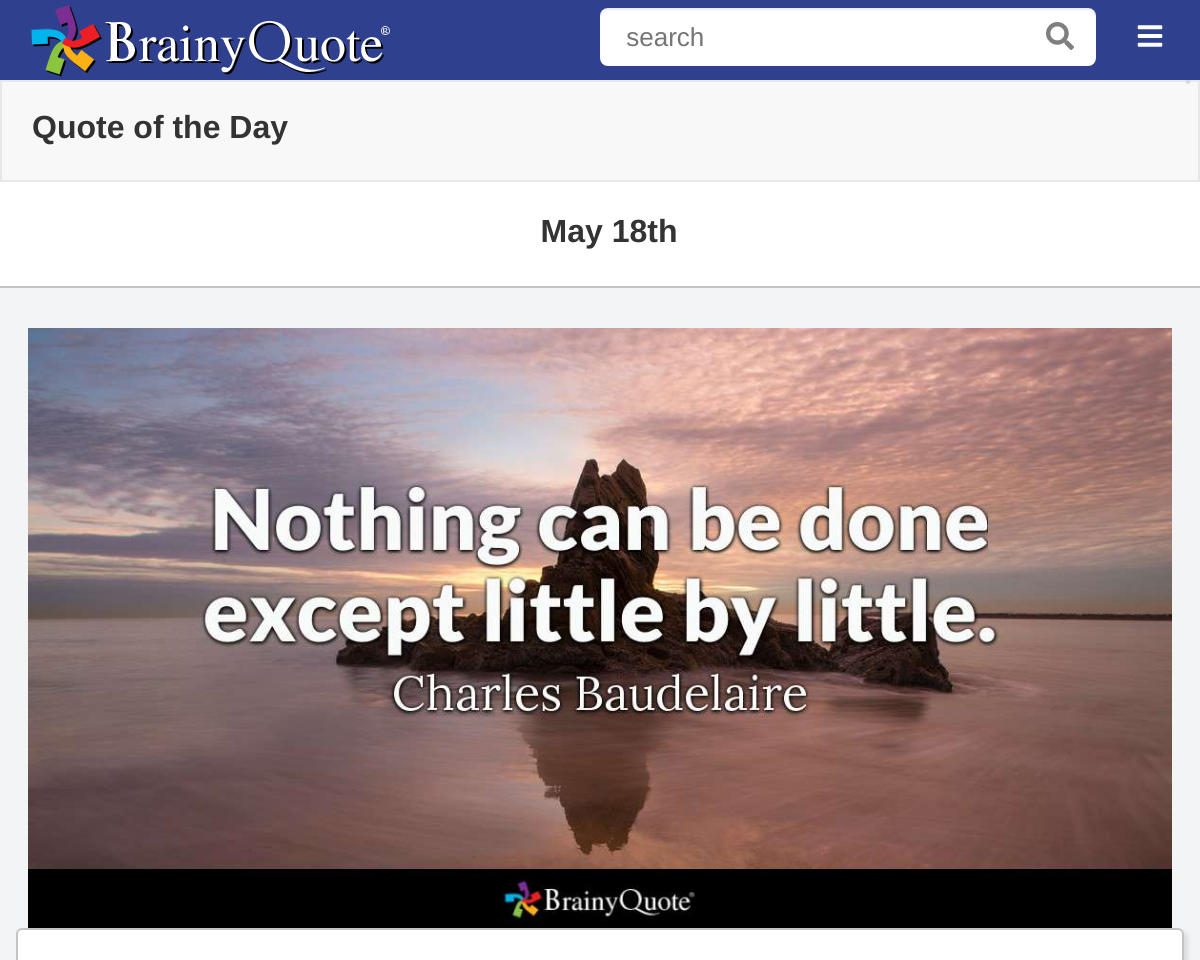 BrainyQuote®
search
Quote of the Day
May 18th
Nothing can be done
except little by little.
Charles Baudelaire
BrainyQuote®